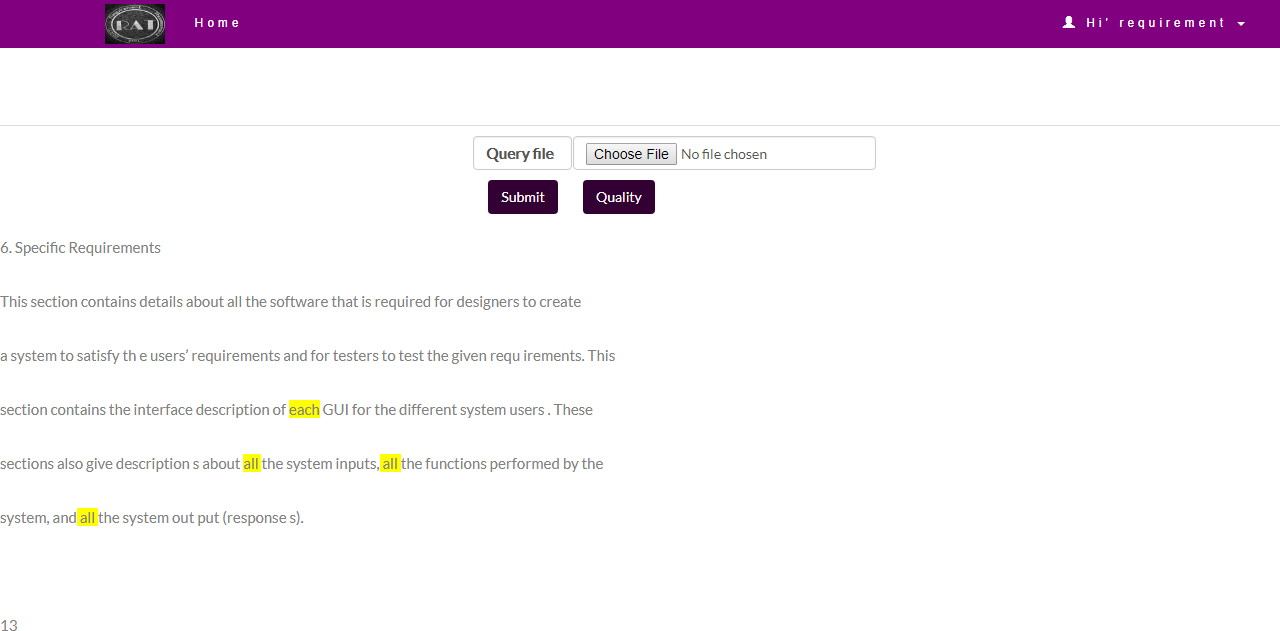 RAT
Home
Hi' requirement
Query file
Choose File No file chosen
Submit
Quality
6. Specific Requirements
This section contains details about all the software that is required for designers to create
a system to satisfy th e users’ requirements and for testers to test the given requ irements. This
section contains the interface description of each GUI for the different system users . These
sections also give description s about all the system inputs, all the functions performed by the
system, and all the system out put (response s).
13